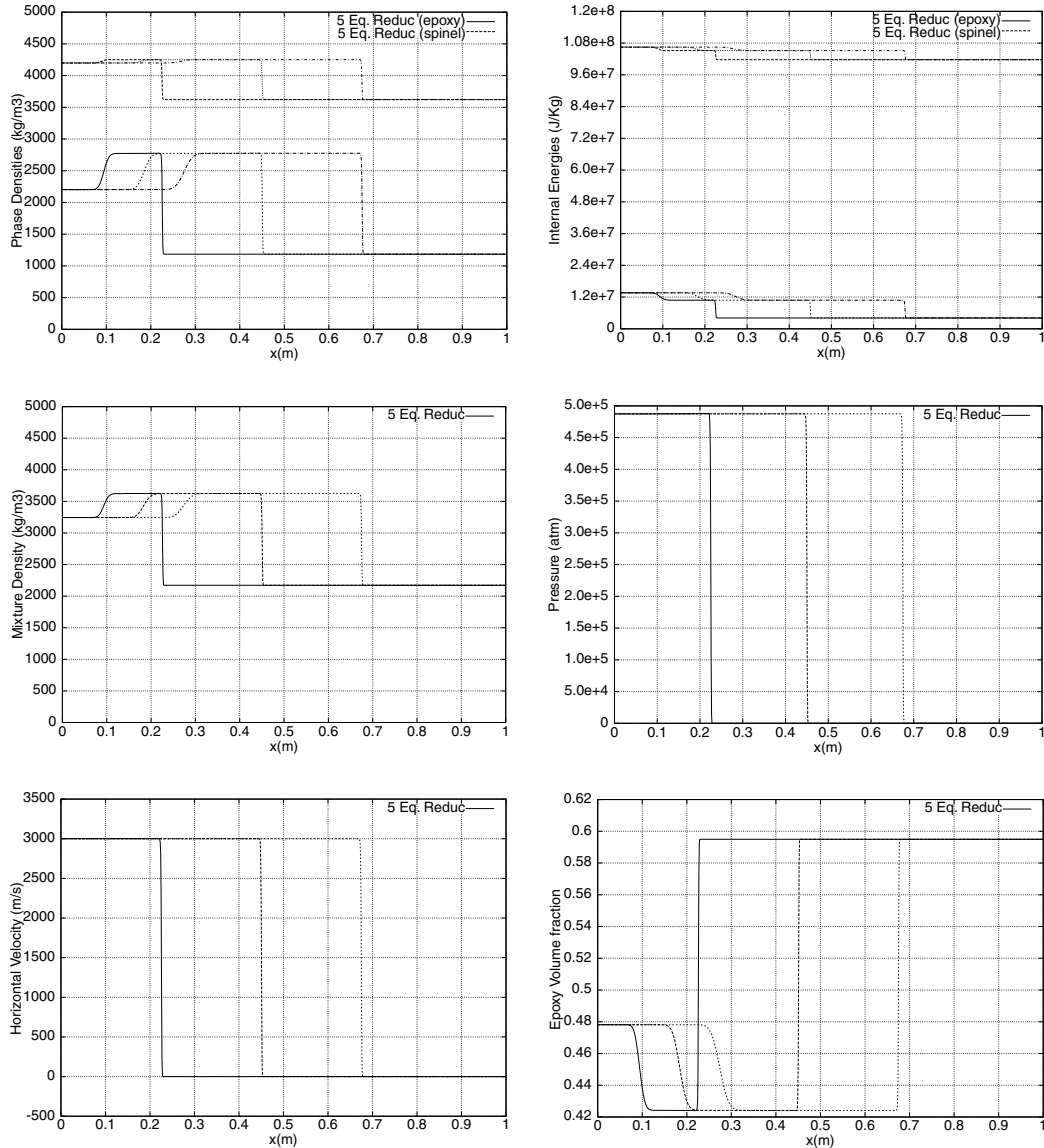 5 Eq. Reduc (epoxy)
5 Eq. Reduc (spinel)
5000
4500
4000
3500
3000
2500
2000
1500
1000
500
0
0 0.1 0.2 0.3 0.4 0.5 0.6 0.7 0.8 0.9 1
x(m)
Phase Densities (kg/m3)
5 Eq. Reduc (epoxy)
5 Eq. Reduc (spinel)
1.2e+8
1.08e+8
9.6e+7
8.4e+7
7.2e+7
6.0e+7
4.8e+7
3.6e+7
2.4e+7
1.2e+7
0
0 0.1 0.2 0.3 0.4 0.5 0.6 0.7 0.8 0.9 1
x(m)
Internal Energies (J/Kg)
5 Eq. Reduc
5000
4500
4000
3500
3000
2500
2000
1500
1000
500
0
0 0.1 0.2 0.3 0.4 0.5 0.6 0.7 0.8 0.9 1
x(m)
Mixture Density (kg/m3)
5 Eq. Reduc
5.0e+5
4.5e+5
4.0e+5
3.5e+5
3.0e+5
2.5e+5
2.0e+5
1.5e+5
1.0e+5
5.0e+4
0
0 0.1 0.2 0.3 0.4 0.5 0.6 0.7 0.8 0.9 1
x(m)
Pressure (atm)
5 Eq. Reduc
3500
3000
2500
2000
1500
1000
500
0
-500
0 0.1 0.2 0.3 0.4 0.5 0.6 0.7 0.8 0.9 1
x(m)
Horizontal Velocity (m/s)
5 Eq. Reduc
0.62
0.6
0.58
0.56
0.54
0.52
0.5
0.48
0.46
0.44
0.42
0 0.1 0.2 0.3 0.4 0.5 0.6 0.7 0.8 0.9 1
x(m)
Epoxy Volume fraction